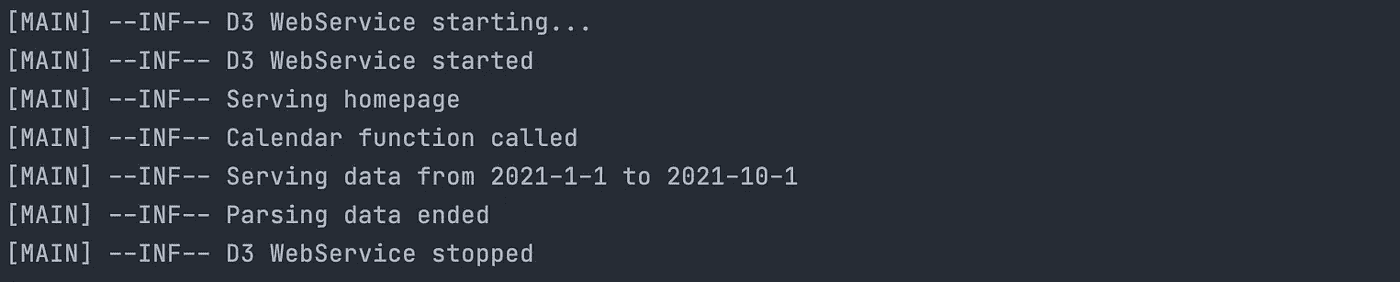 [MAIN] --INF-- D3 WebService starting...
[MAIN] --INF-- D3 WebService started
[MAIN] --INF-- Serving homepage
[MAIN] --INF-- Calendar function called
[MAIN] --INF-- Serving data from 2021-1-1 to 2021-10-1
[MAIN] --INF-- Parsing data ended
[MAIN] --INF-- D3 WebService stopped